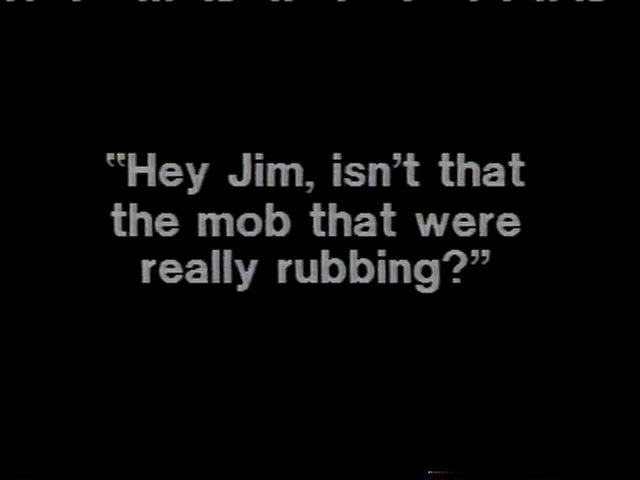 "Hey Jim, isn't that
the mob that were
really rubbing?"